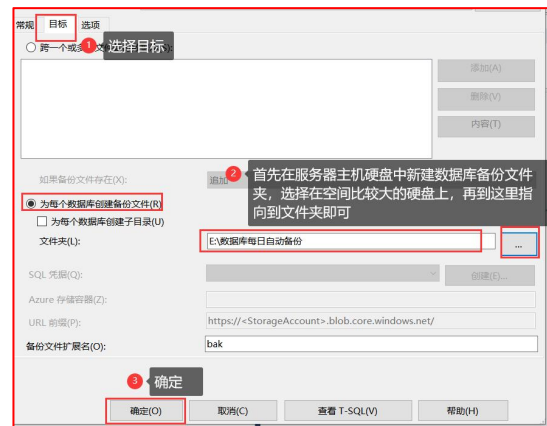 常规 目标 选项
1 选择目标
跨一个或多
添加(A)
删除(V)
内容(T)
如果备份文件存在(X):
追加
2 首先在服务器主机硬盘中新建数据库备份文件
夹，选择在空间比较大的硬盘上，再到这里指
向到文件夹即可
为每个数据库创建备份文件(R)
为每个数据库创建子目录(U)
文件夹(L):
E:\数据库每日自动备份
...
SQL 凭据(Q):
创建(E)...
Azure 存储容器(Z):
URL 前缀(P):
https://<StorageAccount>.blob.core.windows.net/
备份文件扩展名(O):
bak
3 确定
确定(O) 取消(C) 查看 T-SQL(V) 帮助(H)